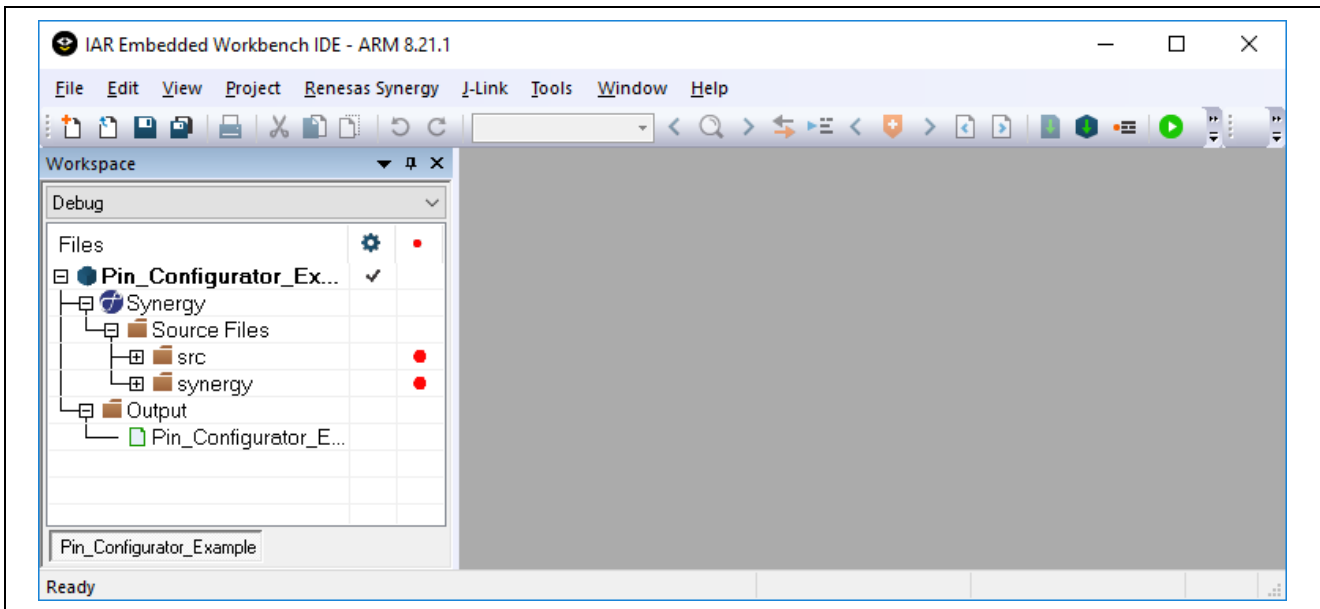 IAR Embedded Workbench IDE - ARM 8.21.1
File Edit View Project Renesas Synergy J-Link Tools Window Help
Workspace
Debug
Files
Pin_Configurator_Ex...
Synergy
Source Files
src
synergy
Output
Pin_Configurator_E...
Pin_Configurator_Example
Ready